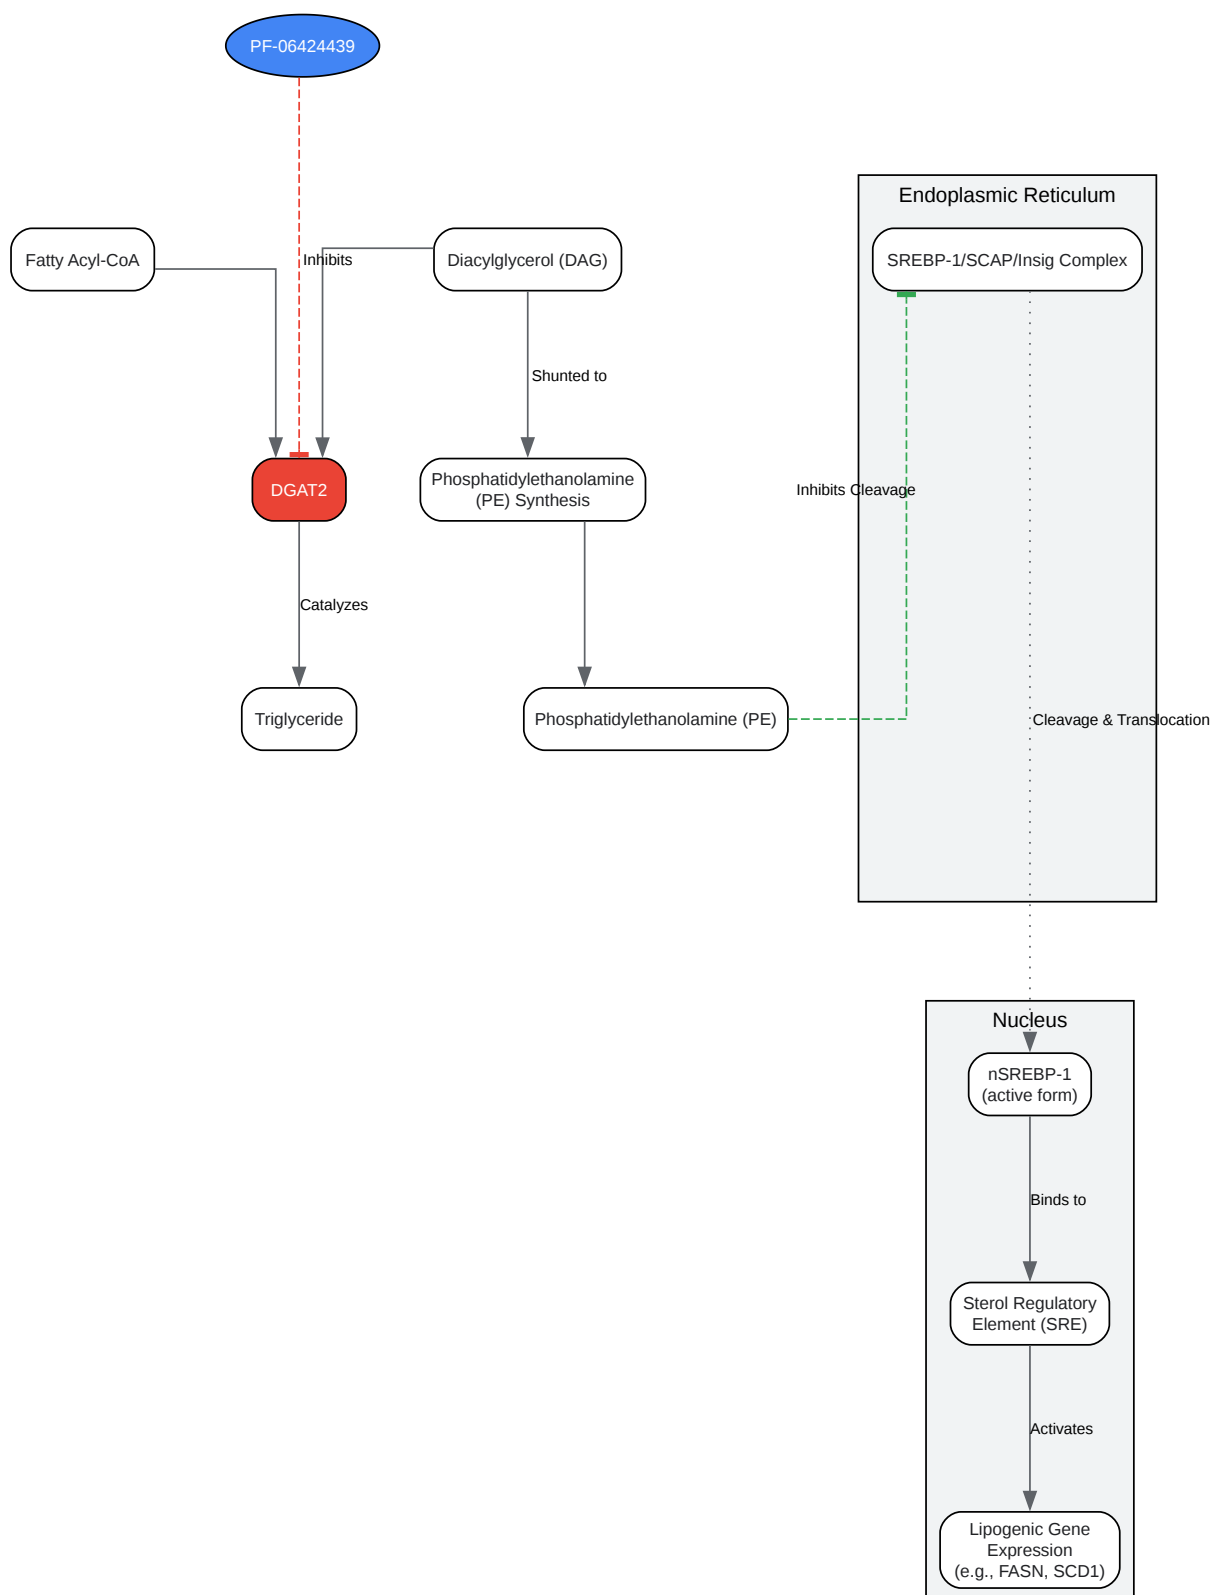 PF-06424439
Endoplasmic Reticulum
Fatty Acyl-CoA
Inhibits
Diacylglycerol (DAG)
SREBP-1/SCAP/Insig Complex
Shunted to
DGAT2
Phosphatidylethanolamine
(PE) Synthesis
Inhibits Cleavage
Catalyzes
Triglyceride
Phosphatidylethanolamine (PE)
Cleavage & Translocation
Nucleus
nSREBP-1
(active form)
Binds to
Sterol Regulatory
Element (SRE)
Activates
Lipogenic Gene
Expression
(e.g., FASN, SCD1)